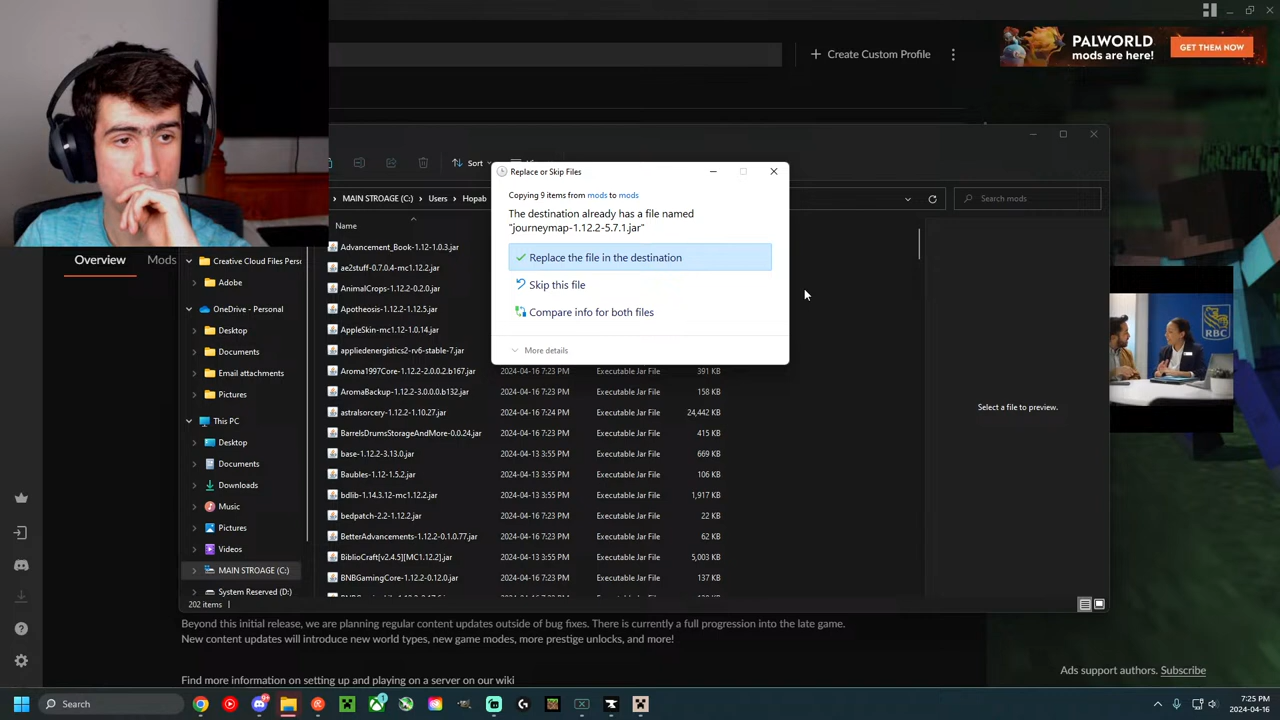 Create Custom Profile
PALWORLD
mods are here!
GET THEM NOW
Sort
MAIN STROAGE (C:) > Users > Hopab
Search mods
Name
Replace or Skip Files
Copying 9 items from mods to mods
The destination already has a file named
"journeymap-1.12.2-5.7.1.jar"
Replace the file in the destination
Skip this file
Compare info for both files
More details
Overview
Mods
Creative Cloud Files Perso
Adobe
OneDrive - Personal
Desktop
Documents
Email attachments
Pictures
This PC
Desktop
Documents
Downloads
Music
Pictures
Videos
MAIN STROAGE (C:)
System Reserved (D:)
Advancement_Book-1.12-1.0.3.jar
ae2stuff-0.7.0.4-mc1.12.2.jar
AnimalCrops-1.12.2-0.2.0.jar
Apotheosis-1.12.2-1.12.5.jar
AppleSkin-mc1.12-1.0.14.jar
appliedenergistics2-rv6-stable-7.jar
Aroma1997Core-1.12.2-2.0.0.2.b167.jar 2024-04-16 7:23 PM Executable Jar File 391 KB
AromaBackup-1.12.2-3.0.0.0.b132.jar 2024-04-16 7:23 PM Executable Jar File 158 KB
astralsorcery-1.12.2-1.10.27.jar 2024-04-16 7:24 PM Executable Jar File 24,442 KB
BarrelsDrumsStorageAndMore-0.0.24.jar 2024-04-16 7:23 PM Executable Jar File 415 KB
base-1.12.2-3.13.0.jar 2024-04-13 3:55 PM Executable Jar File 669 KB
Baubles-1.12-1.5.2.jar 2024-04-13 3:55 PM Executable Jar File 106 KB
bdlib-1.14.3.12-mc1.12.2.jar 2024-04-13 3:55 PM Executable Jar File 1,917 KB
bedpatch-2.2-1.12.2.jar 2024-04-16 7:23 PM Executable Jar File 22 KB
BetterAdvancements-1.12.2-0.1.0.77.jar 2024-04-16 7:23 PM Executable Jar File 62 KB
BiblioCraft[v2.4.5][MC1.12.2].jar 2024-04-13 3:55 PM Executable Jar File 5,003 KB
BNBGamingCore-1.12.2-0.12.0.jar 2024-04-16 7:23 PM Executable Jar File 137 KB
Select a file to preview.
RBC
202 items
Beyond this initial release, we are planning regular content updates outside of bug fixes. There is currently a full progression into the late game.
New content updates will introduce new world types, new game modes, more prestige unlocks, and more!
Find more information on setting up and playing on a server on our wiki
Ads support authors. Subscribe
Search
7:25 PM
2024-04-16